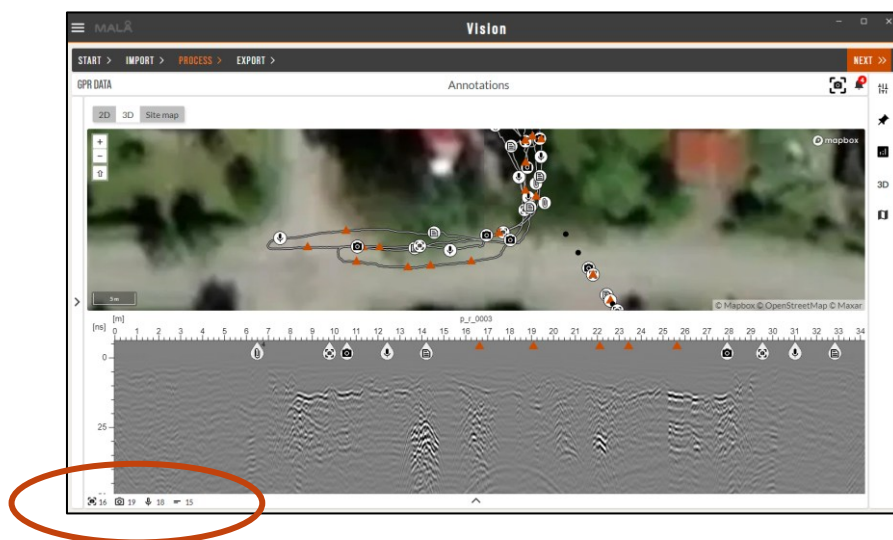 MALÅ
Vision
START > IMPORT > PROCESS > EXPORT >
NEXT >>
GPR DATA
Annotations
4
2D 3D Site map
3D
+
−
mapbox
5 m
© Mapbox © OpenStreetMap © Maxar
[m]
p_r_0003
[ns]
0 1 2 3 4 5 6 7 8 9 10 11 12 13 14 15 16 17 18 19 20 21 22 23 24 25 26 27 28 29 30 31 32 33 34
0
25
16 19 18 15